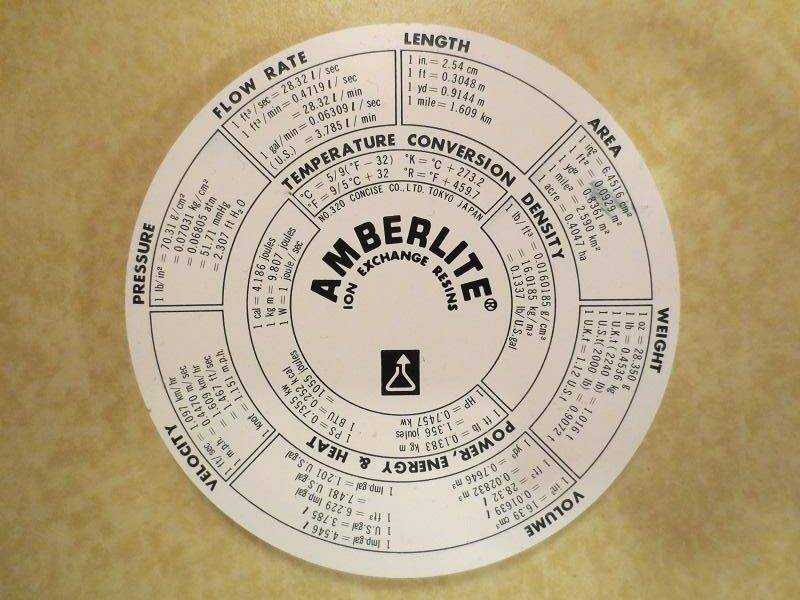 LENGTH
1 in. = 2.54 cm
1 ft = 0.3048 m
1 yd = 0.9144 m
1 mile = 1.609 km
AREA
1 in² = 6.4516 cm²
1 ft² = 0.0929 m²
1 yd² = 0.8361 m²
1 mile² = 2.590 km²
1 acre = 0.4047 ha
WEIGHT
1 oz = 28.350 g
1 lb = 0.4536 kg
1 U.K.t (2240 lb) = 1.016 t
1 U.S.t (2000 lb) = 0.9072 t
1 U.K.t = 1.12 U.S.t
VOLUME
1 in³ = 16.39 cm³
= 0.01639 l
1 ft³ = 28.32 l
= 0.02832 m³
1 yd³ = 0.7646 m³
1 Imp.gal = 4.546 l
1 U.S.gal = 3.785 l
1 ft³ = 6.229 Imp.gal
= 7.481 U.S.gal
1 Imp.gal = 1.201 U.S.gal
VELOCITY
1 ft/sec = 1.097 km/hr
1 m.p.h. = 0.4470 m/sec
= 1.609 km/hr
= 1.467 ft/sec
1 knot = 1.151 m.p.h.
PRESSURE
1 lb/in² = 70.31 g/cm²
= 0.07031 kg/cm²
= 0.06805 atm
= 51.71 mmHg
= 2.307 ft H₂O
FLOW RATE
1 ft³/sec = 28.32 l/sec
1 ft³/min = 0.4719 l/sec
= 28.32 l/min
1 gal/min = 0.06309 l/sec
(U.S.) = 3.785 l/min
TEMPERATURE CONVERSION
°C = 5/9(°F − 32) °K = °C + 273.2
°F = 9/5°C + 32 °R = °F + 459.7
NO.320 CONCISE CO., LTD. TOKYO JAPAN
DENSITY
1 lb/ft³ = 0.0160185 g/cm³
= 16.0185 kg/m³
= 0.1337 lb/U.S.gal
POWER, ENERGY & HEAT
1 ft lb = 0.1383 kg m
= 1.356 joules
1 HP = 0.7457 kw
1 PS = 0.7355 kw
1 BTU = 0.252 kcal
= 1055 joules
1 cal = 4.186 joules
1 kg m = 9.807 joules
1 W = 1 joule/sec
AMBERLITE®
ION EXCHANGE RESINS